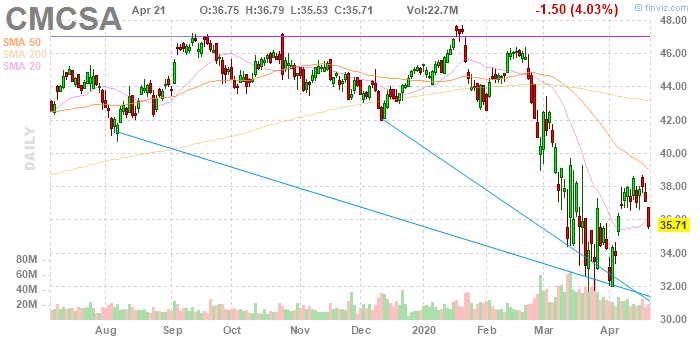 CMCSA Apr 21 O:36.75 H:36.79 L:35.53 C:35.71 Vol:22.7M -1.50 (4.03%) © finviz.com
SMA 50
SMA 200
SMA 20
DAILY
48.00
46.00
44.00
42.00
40.00
38.00
36.00
35.71
34.00
32.00
30.00
80M
60M
40M
20M
Aug Sep Oct Nov Dec 2020 Feb Mar Apr